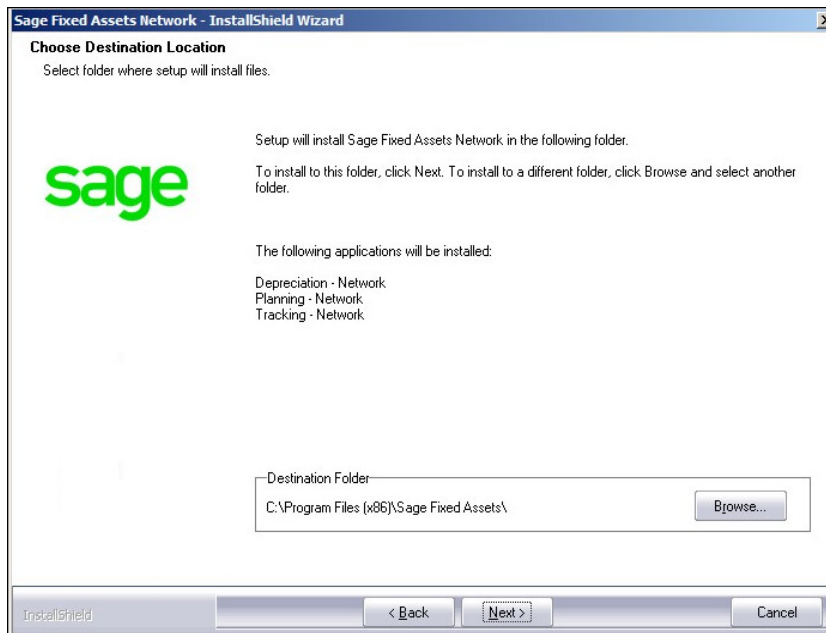 Sage Fixed Assets Network - InstallShield Wizard
Choose Destination Location
Select folder where setup will install files.
sage
Setup will install Sage Fixed Assets Network in the following folder.
To install to this folder, click Next. To install to a different folder, click Browse and select another
folder.
The following applications will be installed:
Depreciation - Network
Planning - Network
Tracking - Network
Destination Folder
C:\Program Files (x86)\Sage Fixed Assets\
Browse...
InstallShield
< Back
Next >
Cancel